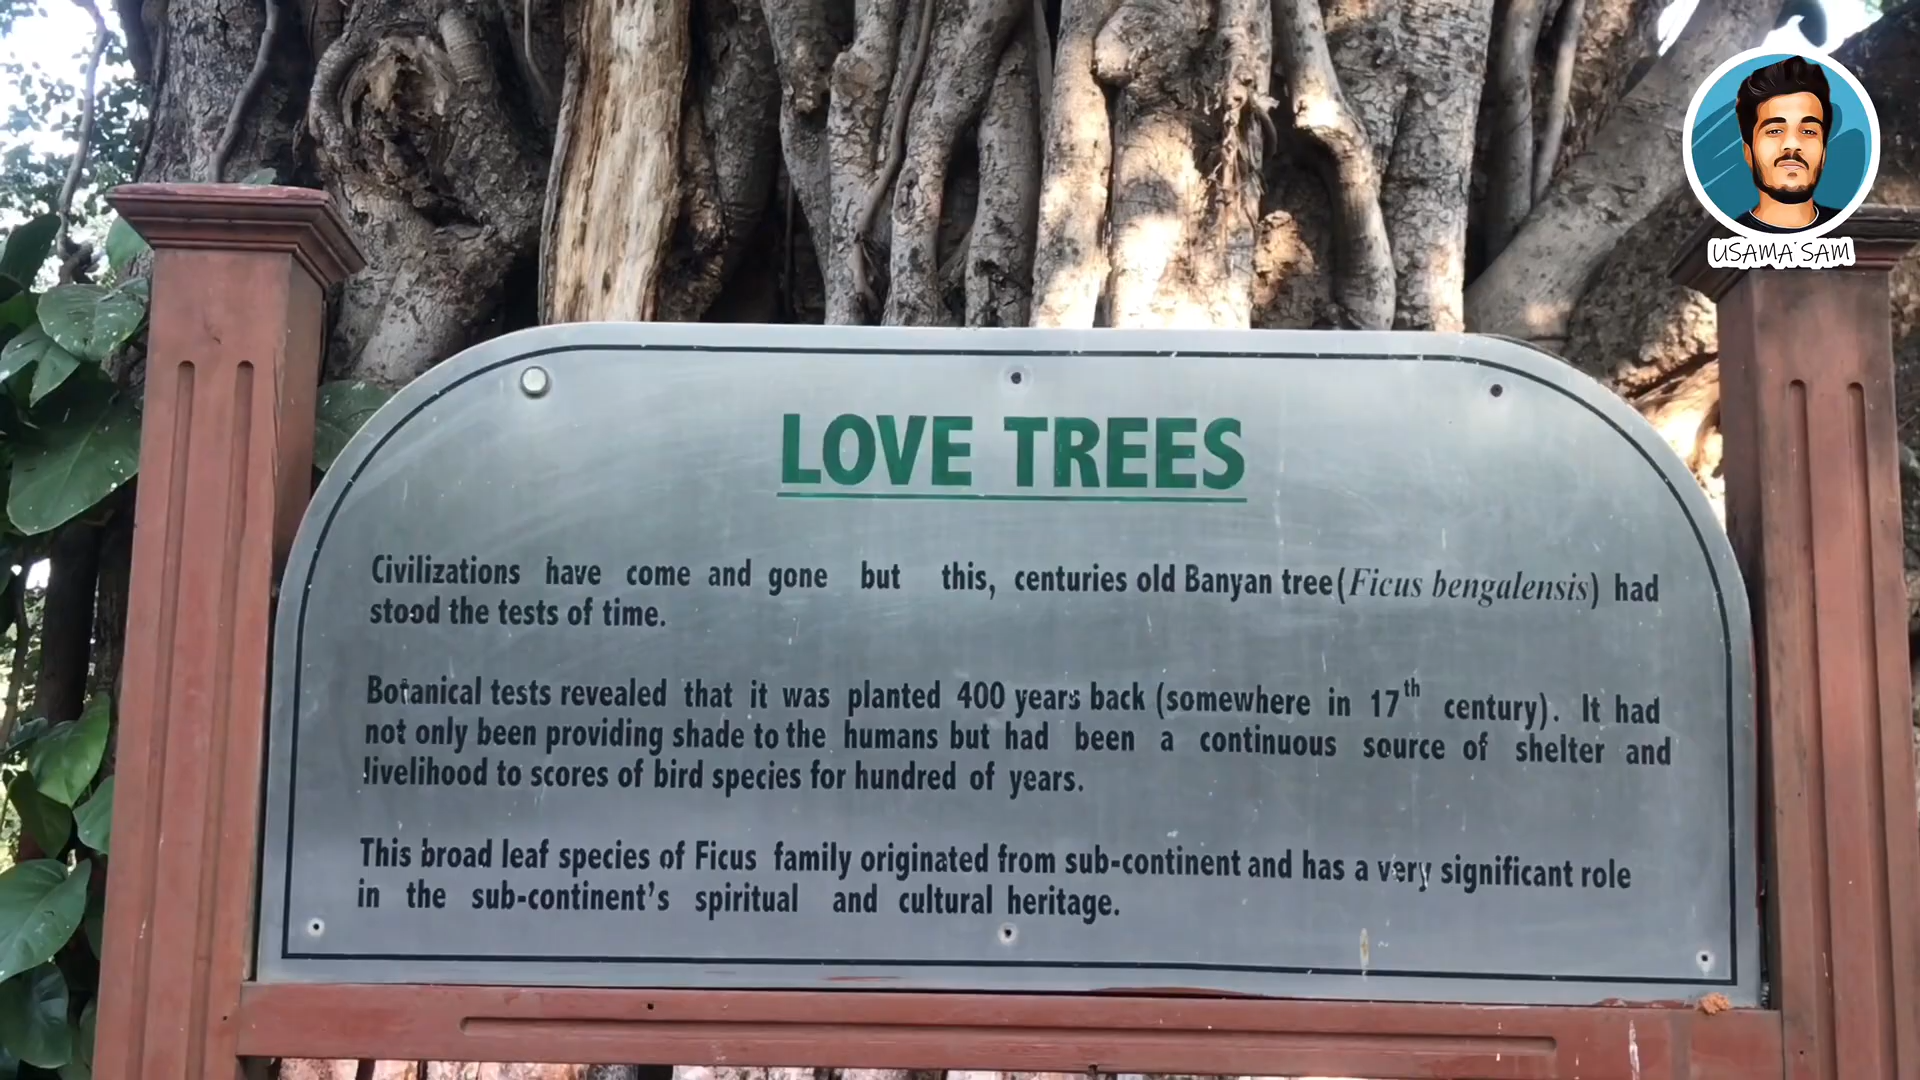 USAMA SAM
LOVE TREES
Civilizations have come and gone but this, centuries old Banyan tree(Ficus bengalensis) had
stood the tests of time.
Botanical tests revealed that it was planted 400 years back (somewhere in 17th century). It had
not only been providing shade to the humans but had been a continuous source of shelter and
livelihood to scores of bird species for hundred of years.
This broad leaf species of Ficus family originated from sub-continent and has a very significant role
in the sub-continent's spiritual and cultural heritage.